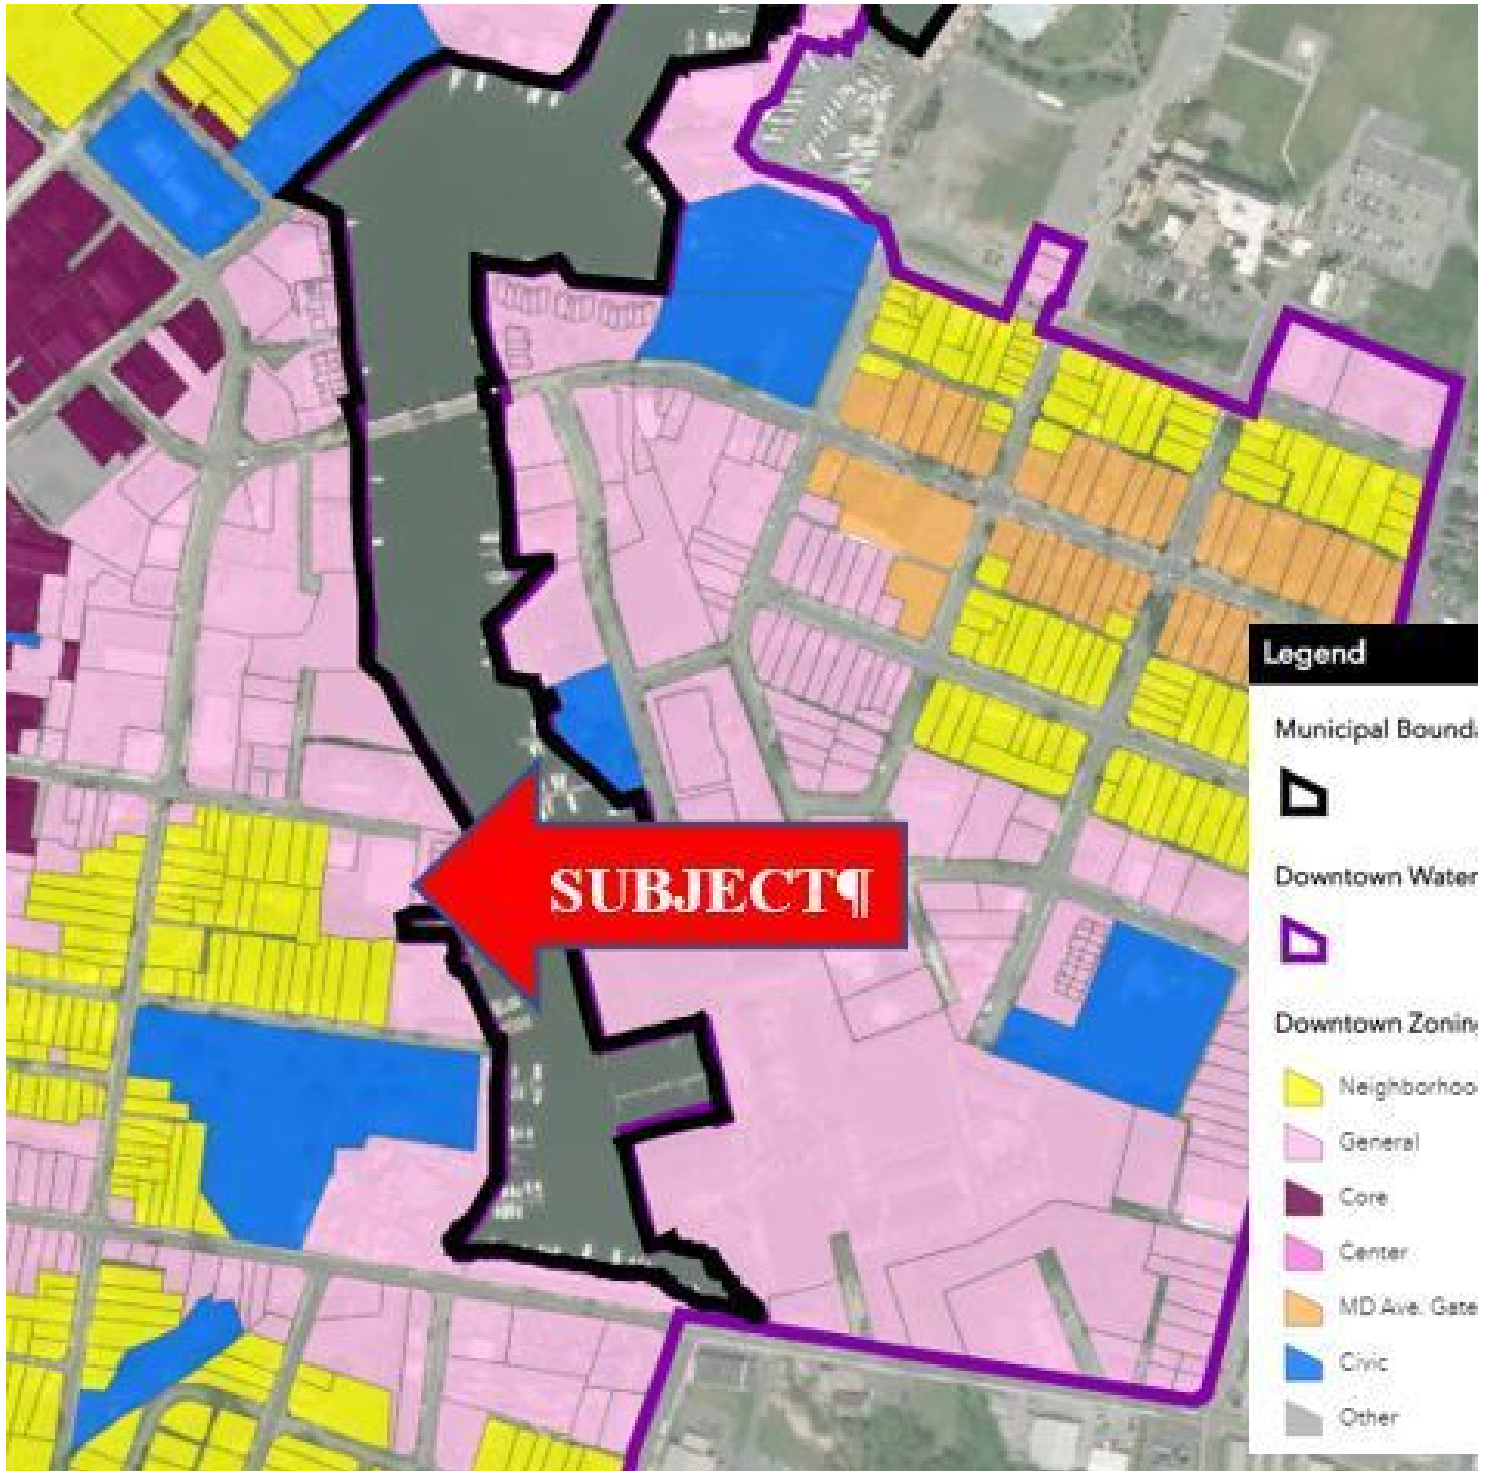 SUBJECT¶
Legend
Municipal Bound
Downtown Water
Downtown Zonin
Neighborhoo
General
Core
Center
MD Ave. Gate
Civic
Other